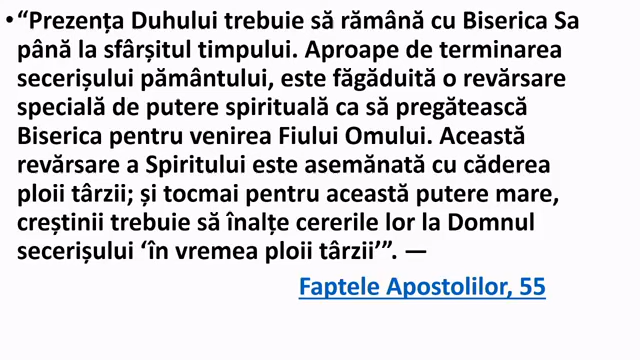 •“Prezența Duhului trebuie să rămână cu Biserica Sa
până la sfârșitul timpului. Aproape de terminarea
secerișului pământului, este făgăduită o revărsare
specială de putere spirituală ca să pregătească
Biserica pentru venirea Fiului Omului. Această
revărsare a Spiritului este asemănată cu căderea
ploii târzii; și tocmai pentru această putere mare,
creștinii trebuie să înalțe cererile lor la Domnul
secerișului ‘în vremea ploii târzii’”. —
Faptele Apostolilor, 55